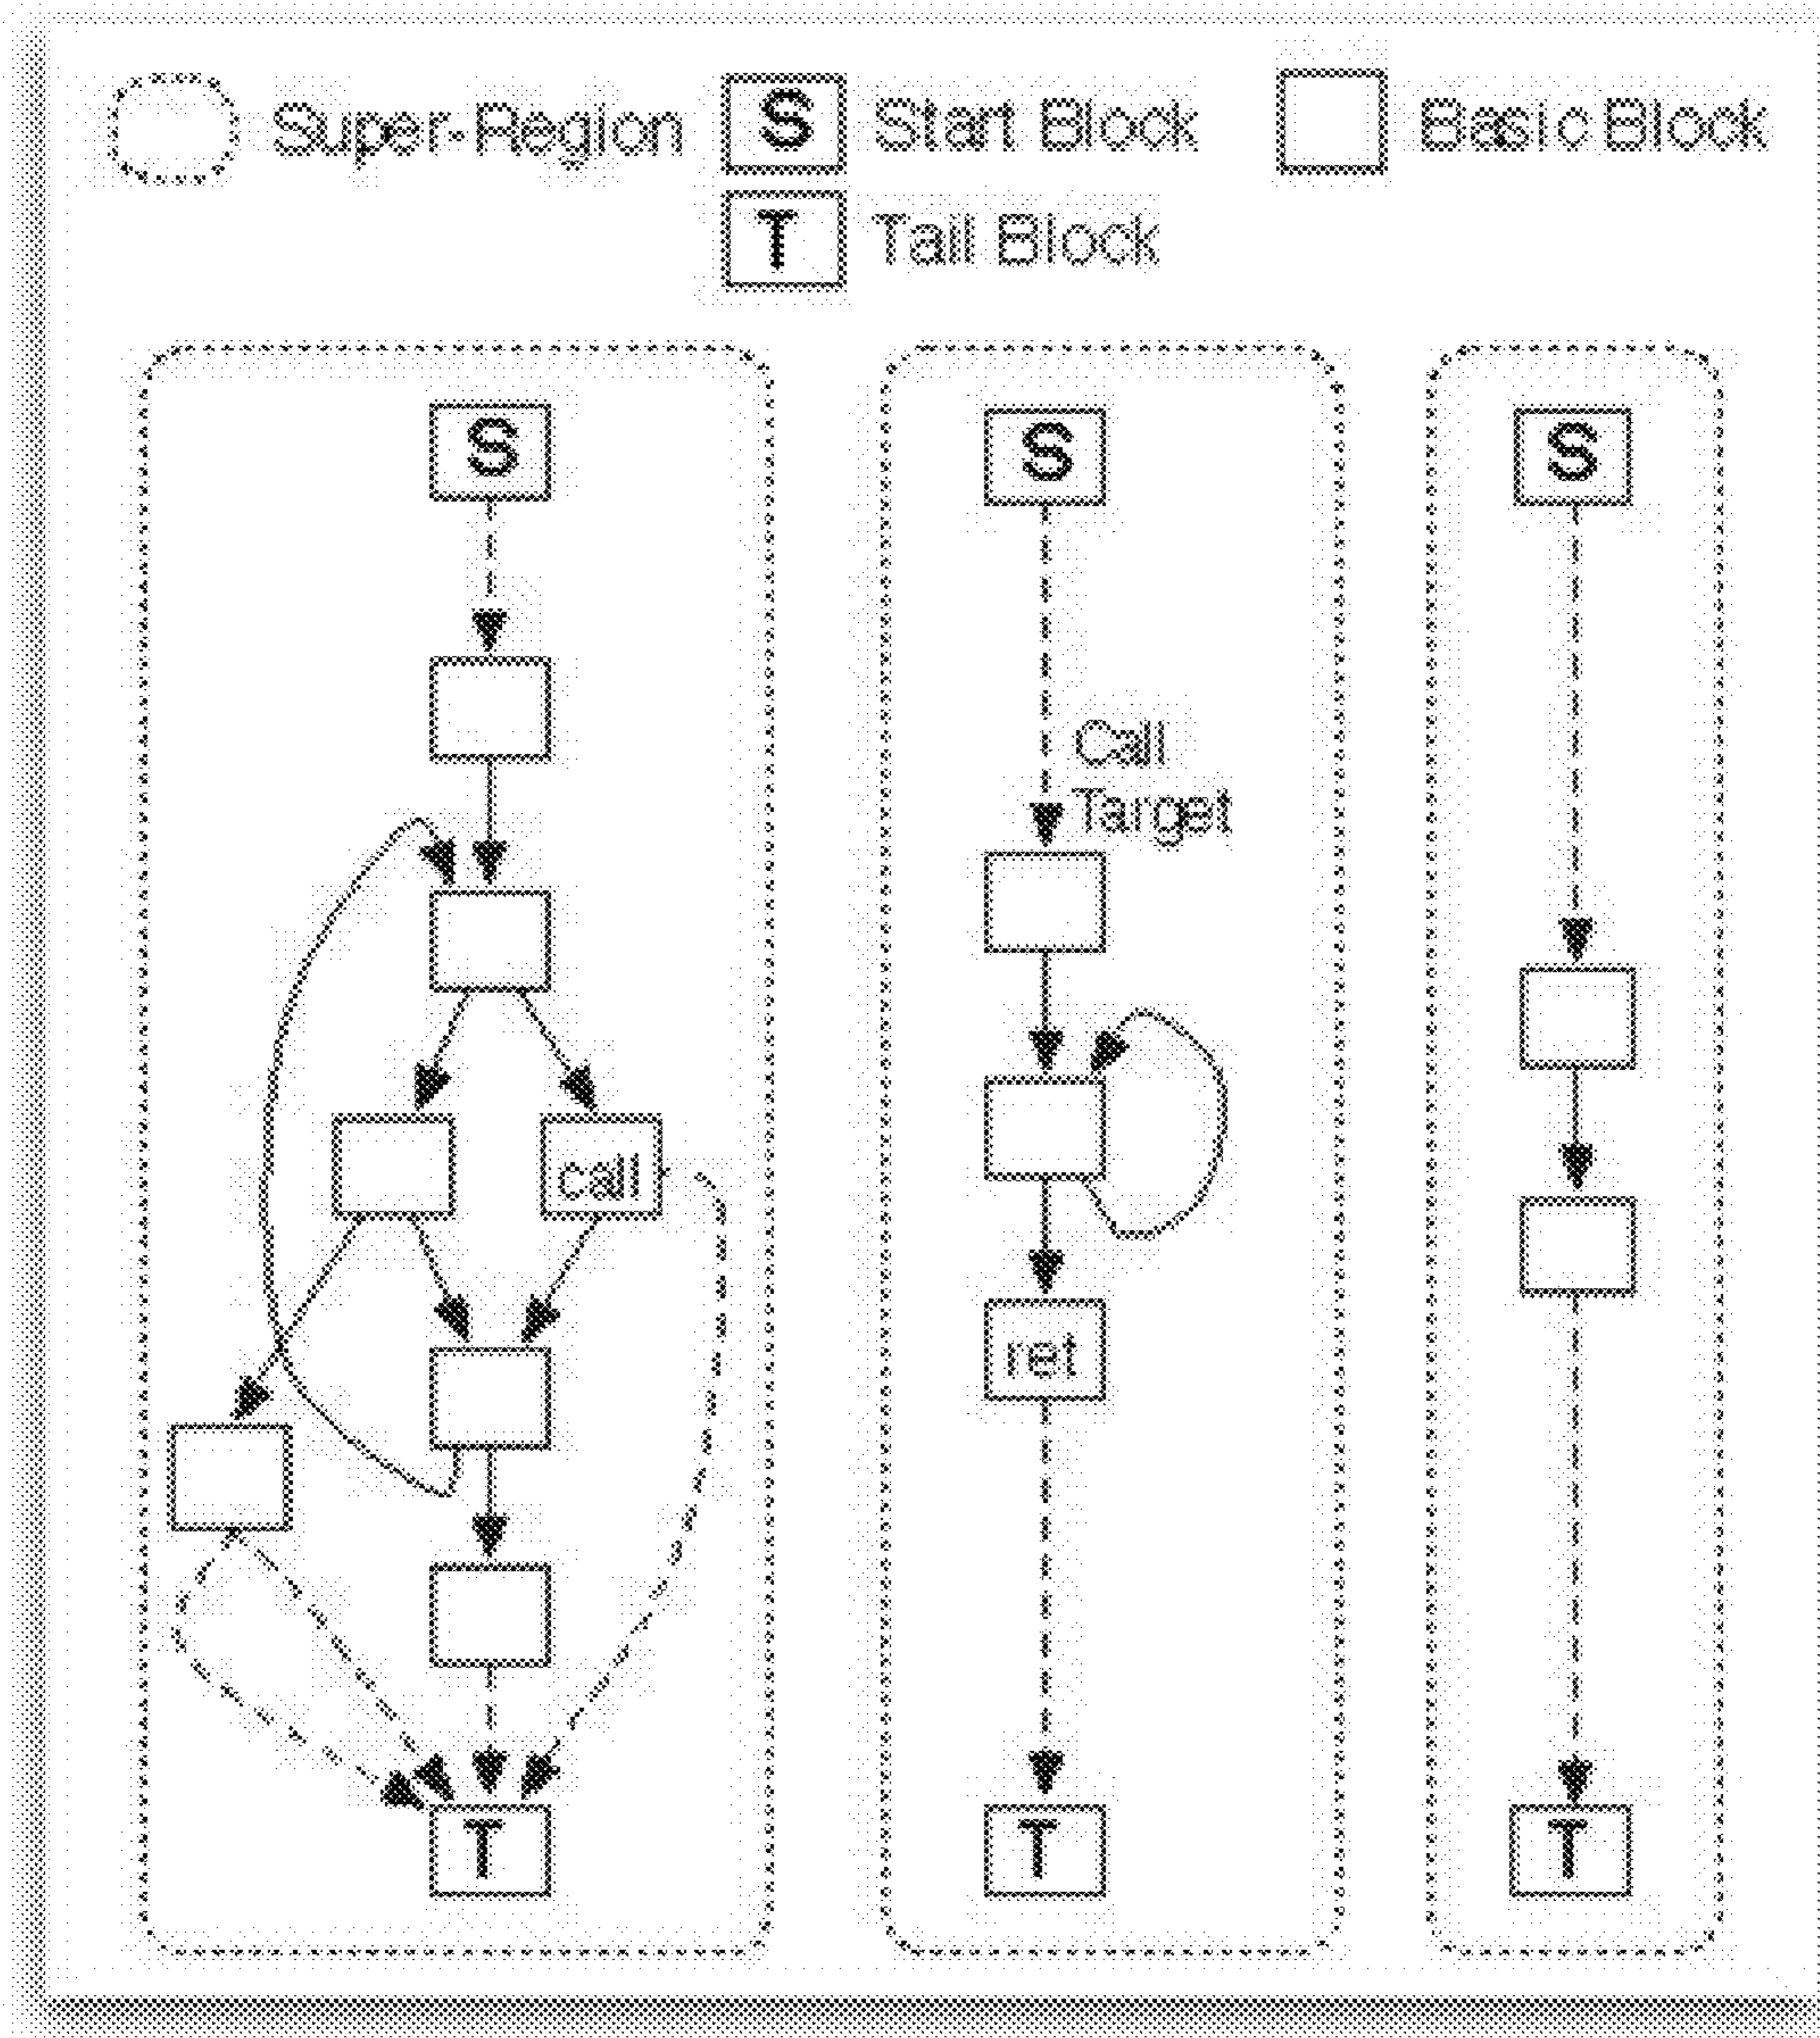 Super-Region
S Start Block
Basic Block
T Tail Block
S
S
S
Call
Target
call
ret
T
T
T